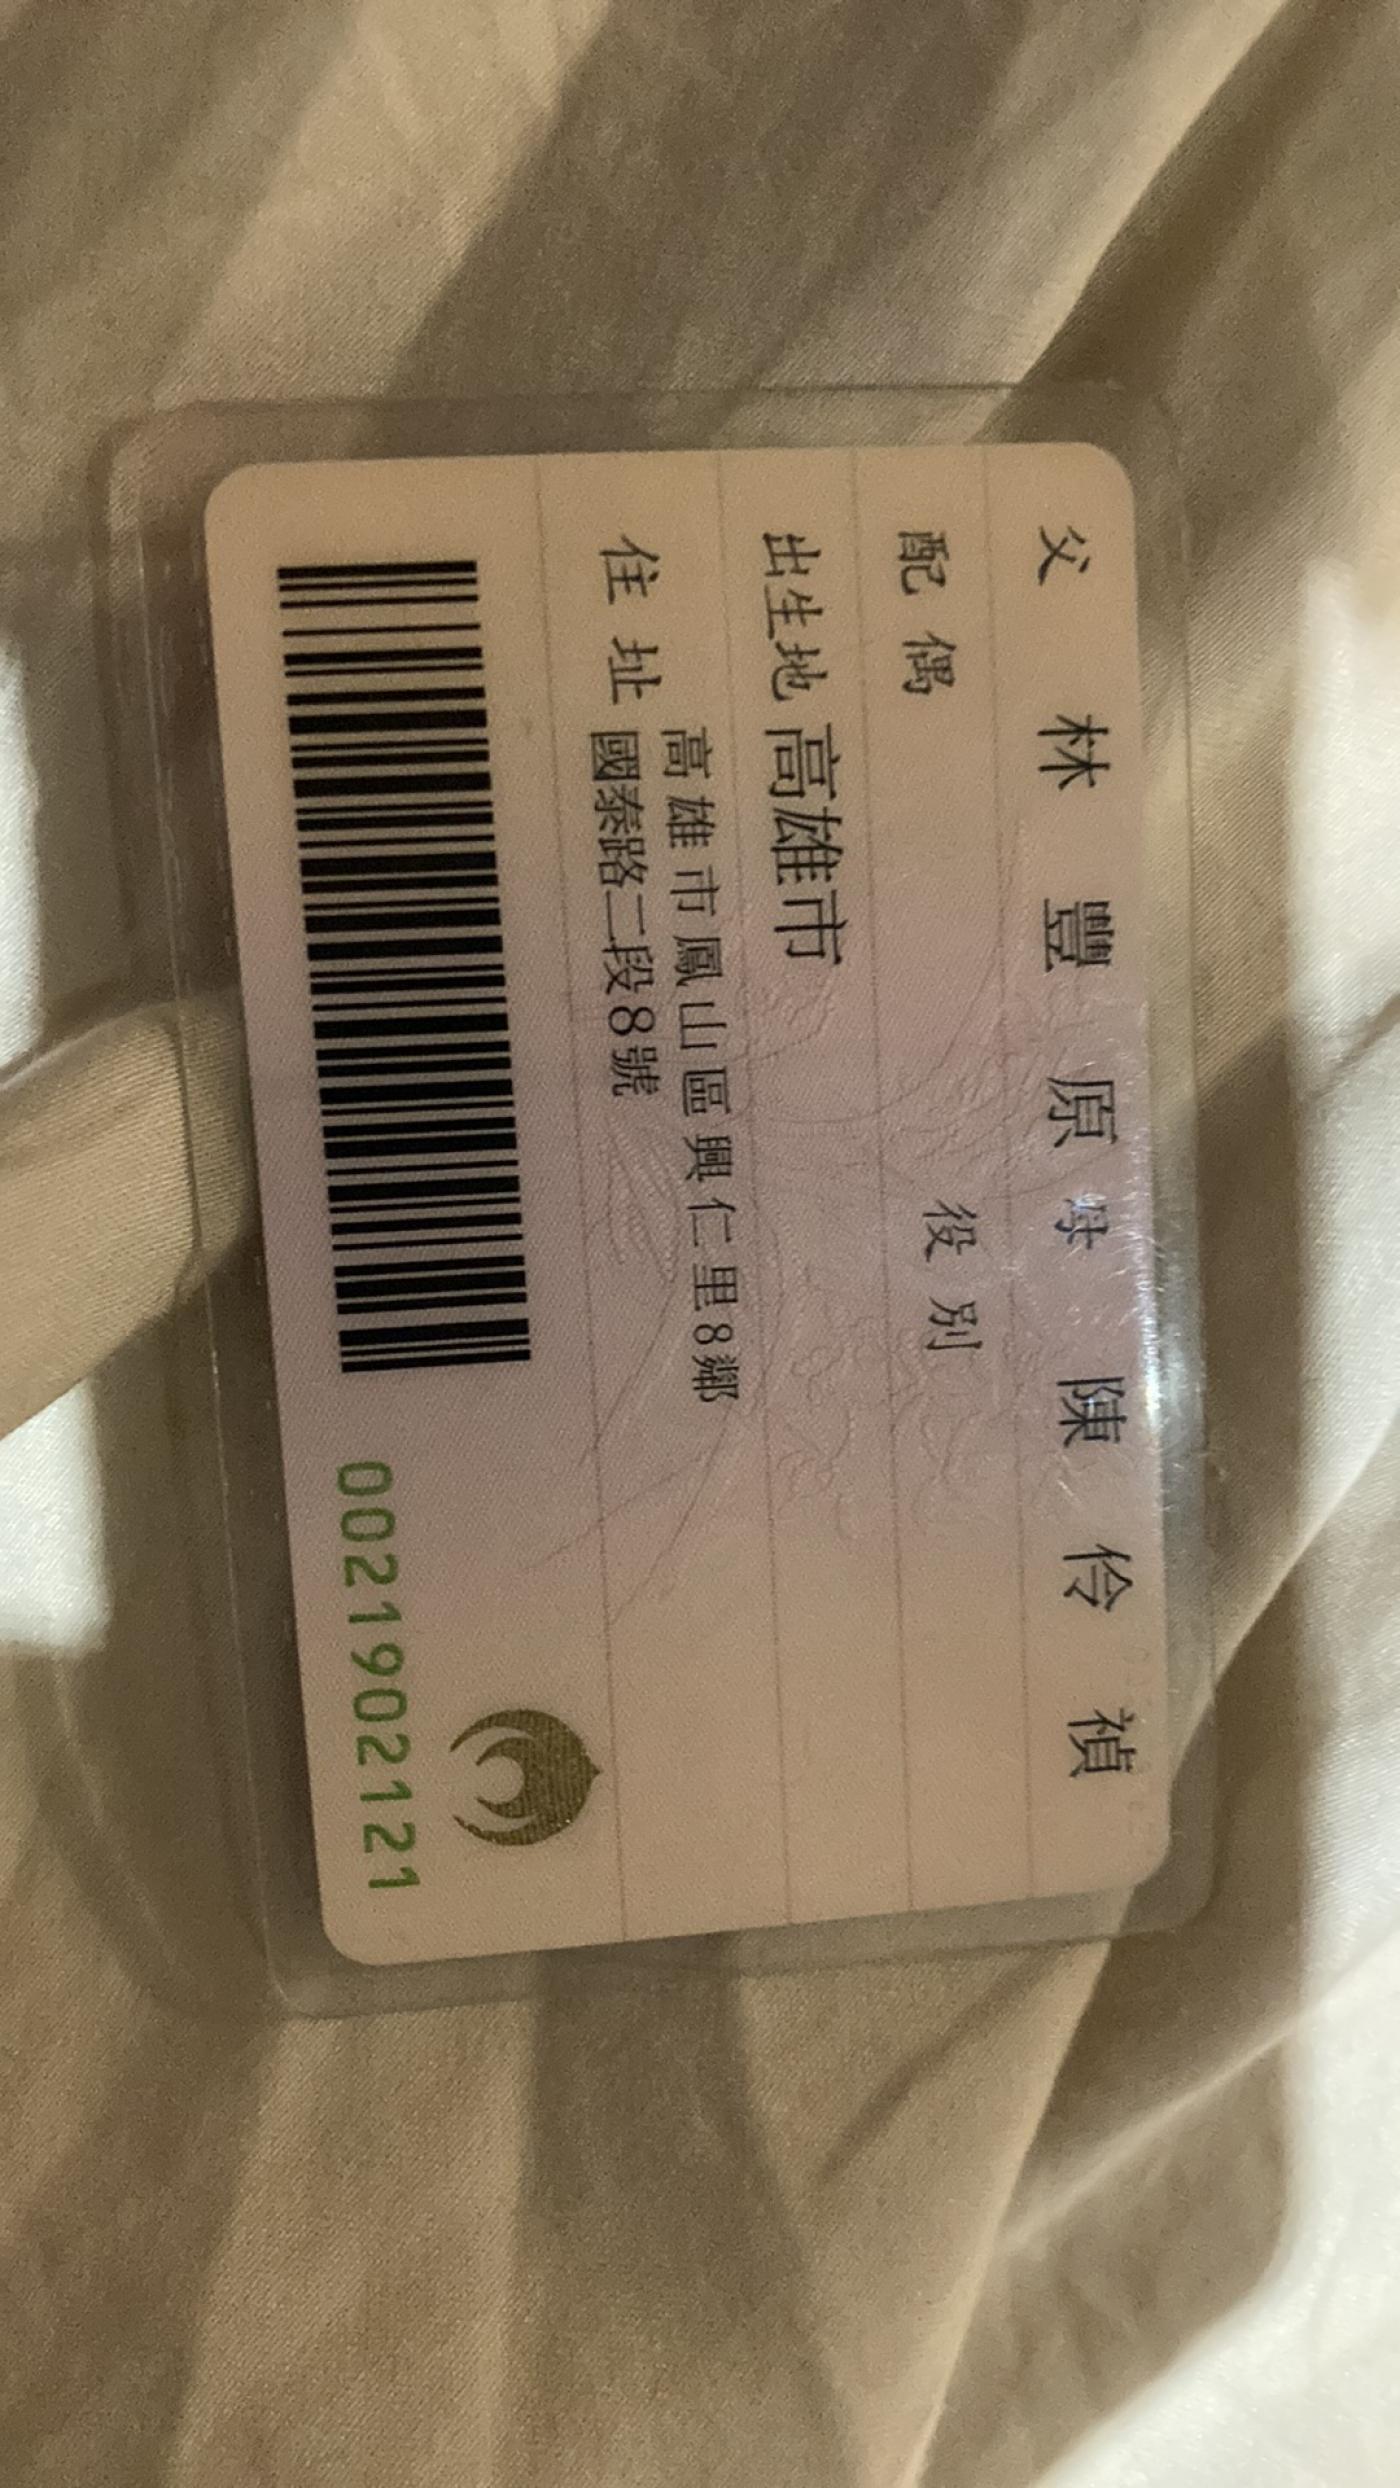 父 林豐原 母 陳伶禎
配偶 役別
出生地 高雄市
住址 高雄市鳳山區興仁里8鄰
國泰路二段8號
0021902121